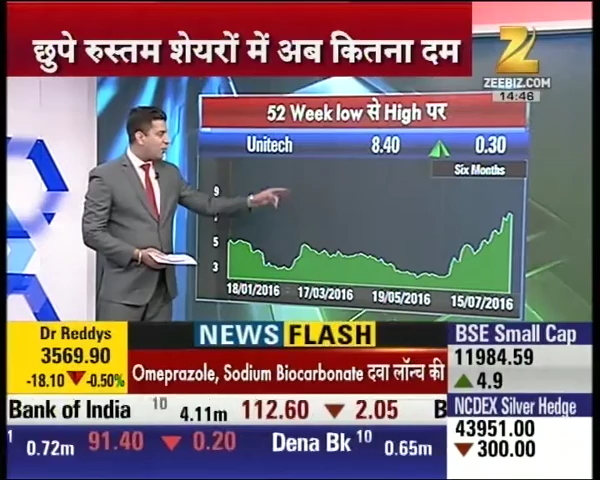 छुपे रुस्तम शेयरों में अब कितना दम
ZEEBIZ.COM
14:46
52 Week low से High पर
Unitech 8.40 0.30
Six Months
9
7
5
3
18/01/2016 17/03/2016 19/05/2016 15/07/2016
Dr Reddys
3569.90
-18.10 -0.50%
NEWS FLASH
Omeprazole, Sodium Biocarbonate दवा लॉन्च की
BSE Small Cap
11984.59
4.9
Bank of India 10 4.11m 112.60 2.05 B
NCDEX Silver Hedge
43951.00
300.00
1 0.72m 91.40 0.20 Dena Bk 10 0.65m